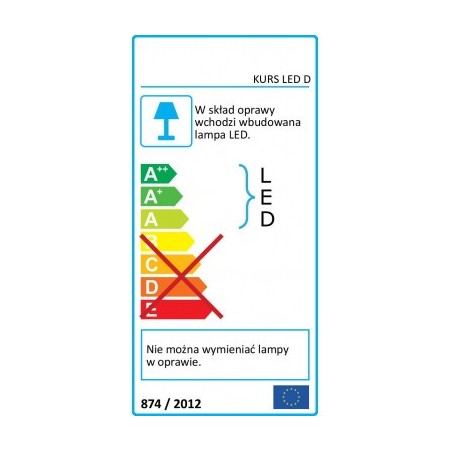 KURS LED D
W skład oprawy
wchodzi wbudowana
lampa LED.
A++
A+
A
B
C
D
E
L
E
D
Nie można wymieniać lampy
w oprawie.
874 / 2012